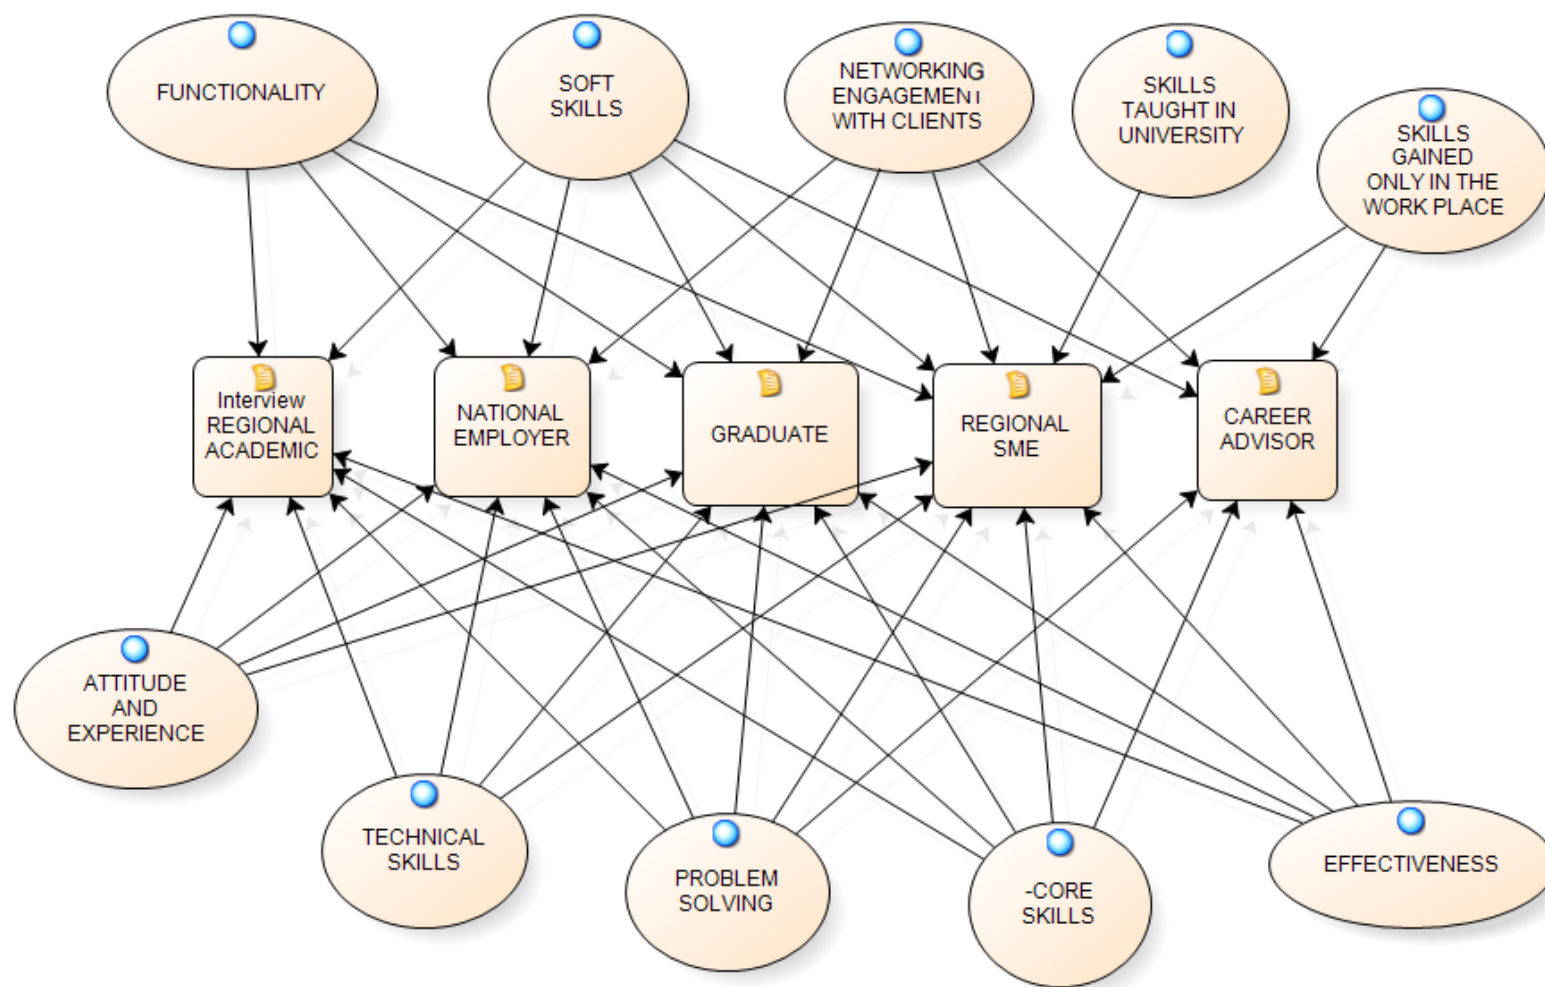 FUNCTIONALITY
SOFT
SKILLS
NETWORKING
ENGAGEMENT
WITH CLIENTS
SKILLS
TAUGHT IN
UNIVERSITY
SKILLS
GAINED
ONLY IN THE
WORK PLACE
Interview
REGIONAL
ACADEMIC
NATIONAL
EMPLOYER
GRADUATE
REGIONAL
SME
CAREER
ADVISOR
ATTITUDE
AND
EXPERIENCE
TECHNICAL
SKILLS
PROBLEM
SOLVING
-CORE
SKILLS
EFFECTIVENESS